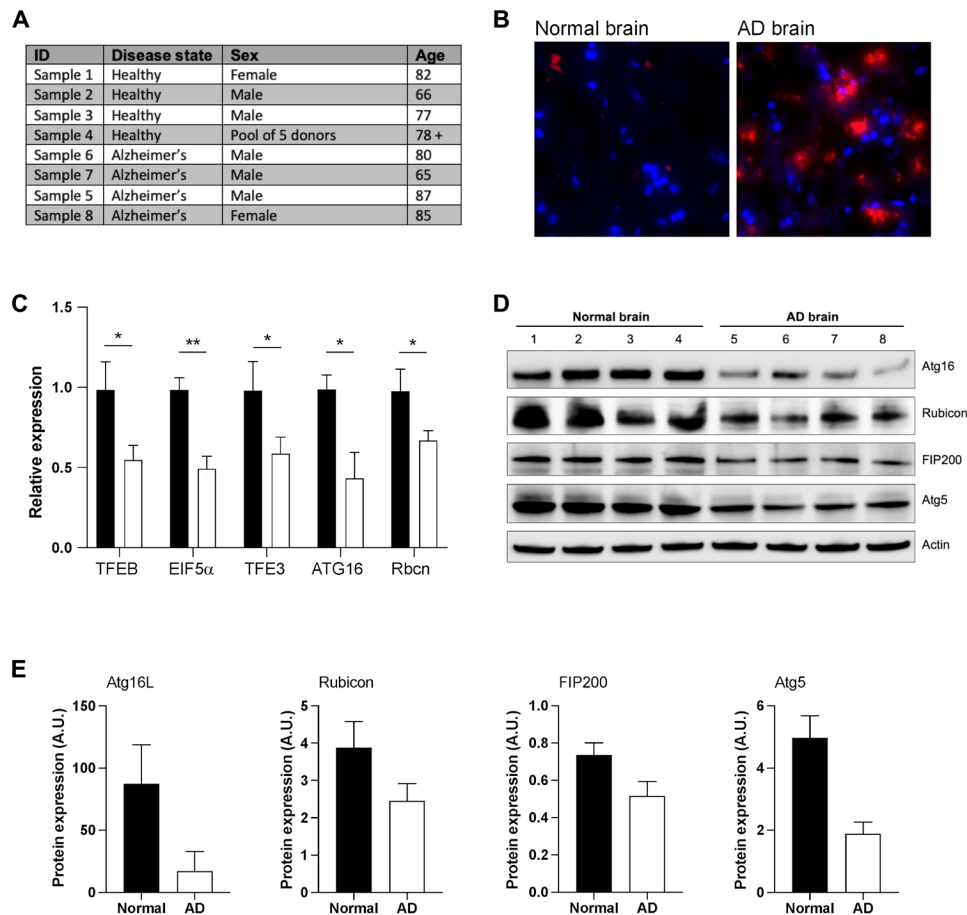 A
ID Disease state Sex Age
Sample 1 Healthy Female 82
Sample 2 Healthy Male 66
Sample 3 Healthy Male 77
Sample 4 Healthy Pool of 5 donors 78 +
Sample 6 Alzheimer's Male 80
Sample 7 Alzheimer's Male 65
Sample 5 Alzheimer's Male 87
Sample 8 Alzheimer's Female 85
B
Normal brain AD brain
C
Relative expression
1.5
1.0
0.5
0.0
* ** * * *
TFEB EIF5α TFE3 ATG16 Rbcn
D
Normal brain AD brain
1 2 3 4 5 6 7 8
Atg16
Rubicon
FIP200
Atg5
Actin
E
Atg16L
Protein expression (A.U.)
150
100
50
0
Normal AD
Rubicon
Protein expression (A.U.)
5
4
3
2
1
0
Normal AD
FIP200
Protein expression (A.U.)
1.0
0.8
0.6
0.4
0.2
0.0
Normal AD
Atg5
Protein expression (A.U.)
6
4
2
0
Normal AD